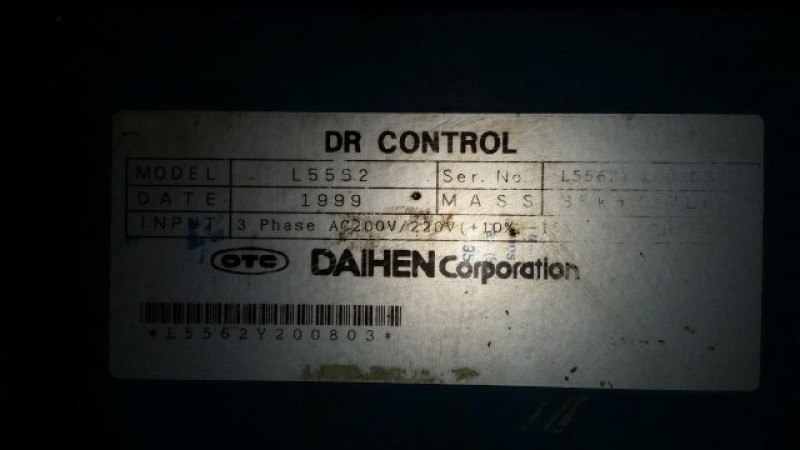 DR CONTROL
MODEL L5562 Ser. No
DATE 1999 MASS
INPUT 3 Phase AC200V/220V(+10%
OTC DAIHEN Corporation
*L5562Y200803*